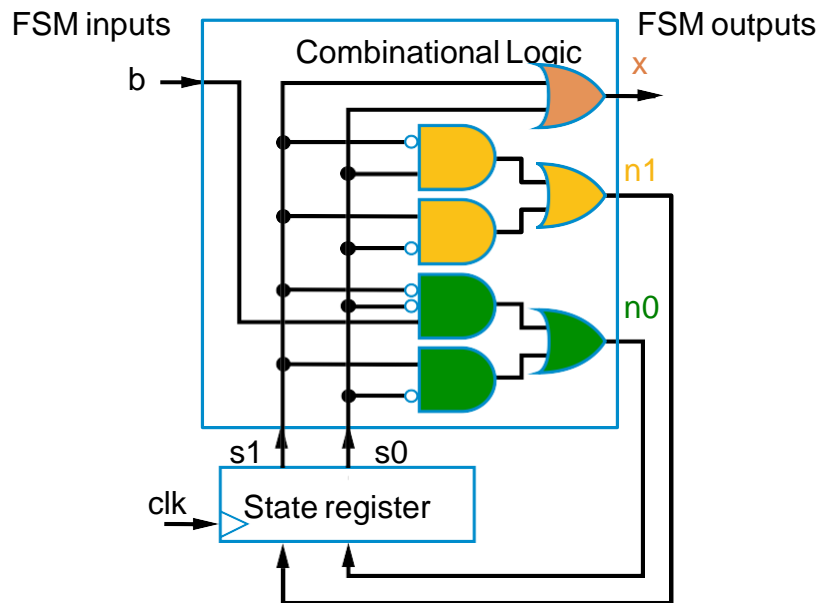 FSM inputs
FSM outputs
Combinational Logic
x
b
n1
n0
s1
s0
clk
State register